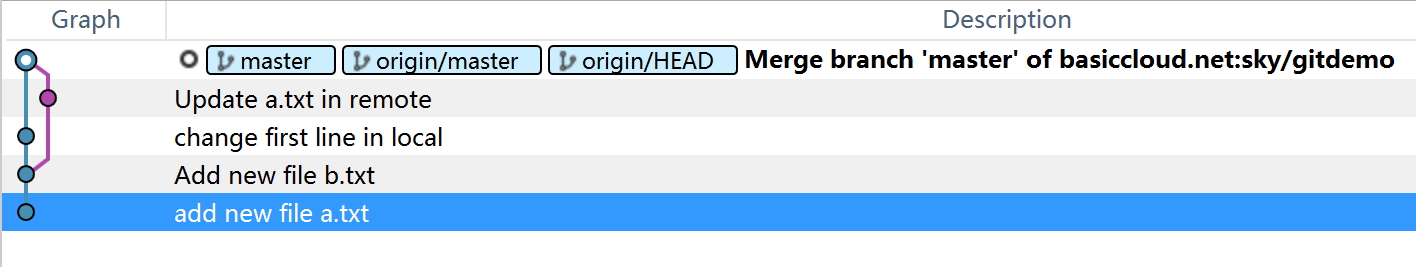 Graph Description
master origin/master origin/HEAD Merge branch 'master' of basiccloud.net:sky/gitdemo
Update a.txt in remote
change first line in local
Add new file b.txt
add new file a.txt